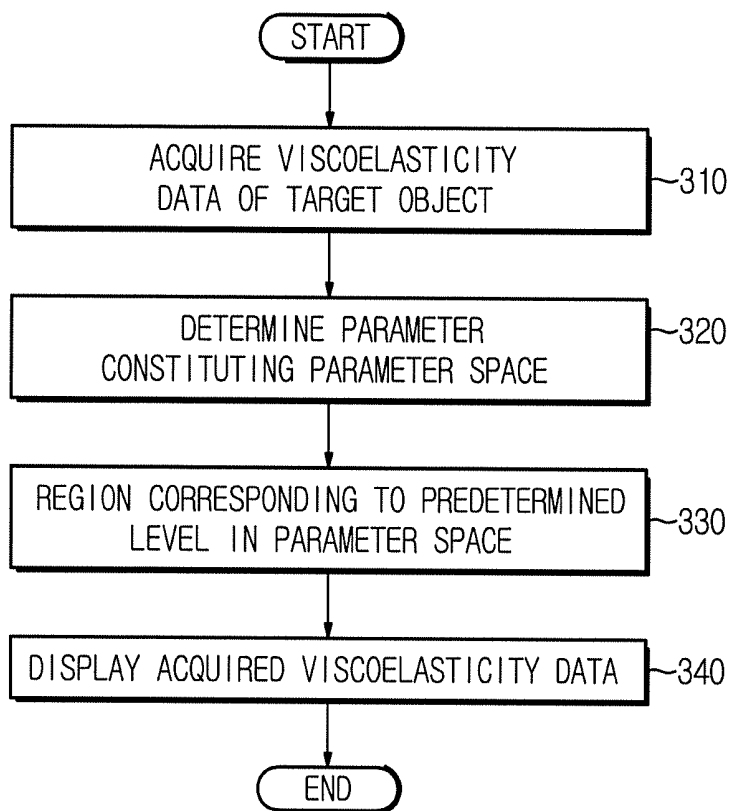 START
ACQUIRE VISCOELASTICITY
DATA OF TARGET OBJECT
~310
DETERMINE PARAMETER
CONSTITUTING PARAMETER SPACE
~320
REGION CORRESPONDING TO PREDETERMINED
LEVEL IN PARAMETER SPACE
~330
DISPLAY ACQUIRED VISCOELASTICITY DATA
~340
END